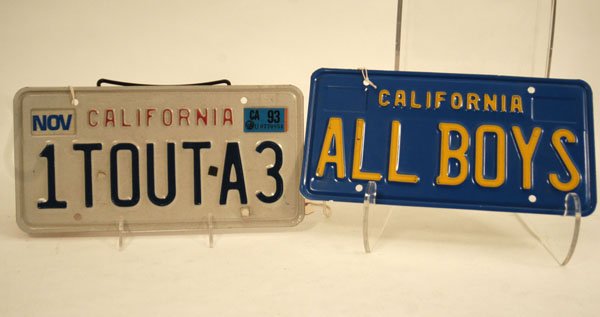 NOV CALIFORNIA CA 93
1TOUT·A3
CALIFORNIA
ALL BOYS